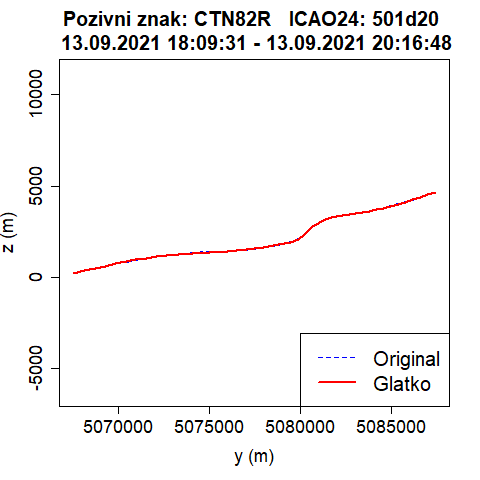 Pozivni znak: CTN82R   ICAO24: 501d20
13.09.2021 18:09:31 - 13.09.2021 20:16:48
10000
5000
0
-5000
z (m)
Original
Glatko
5070000 5075000 5080000 5085000
y (m)